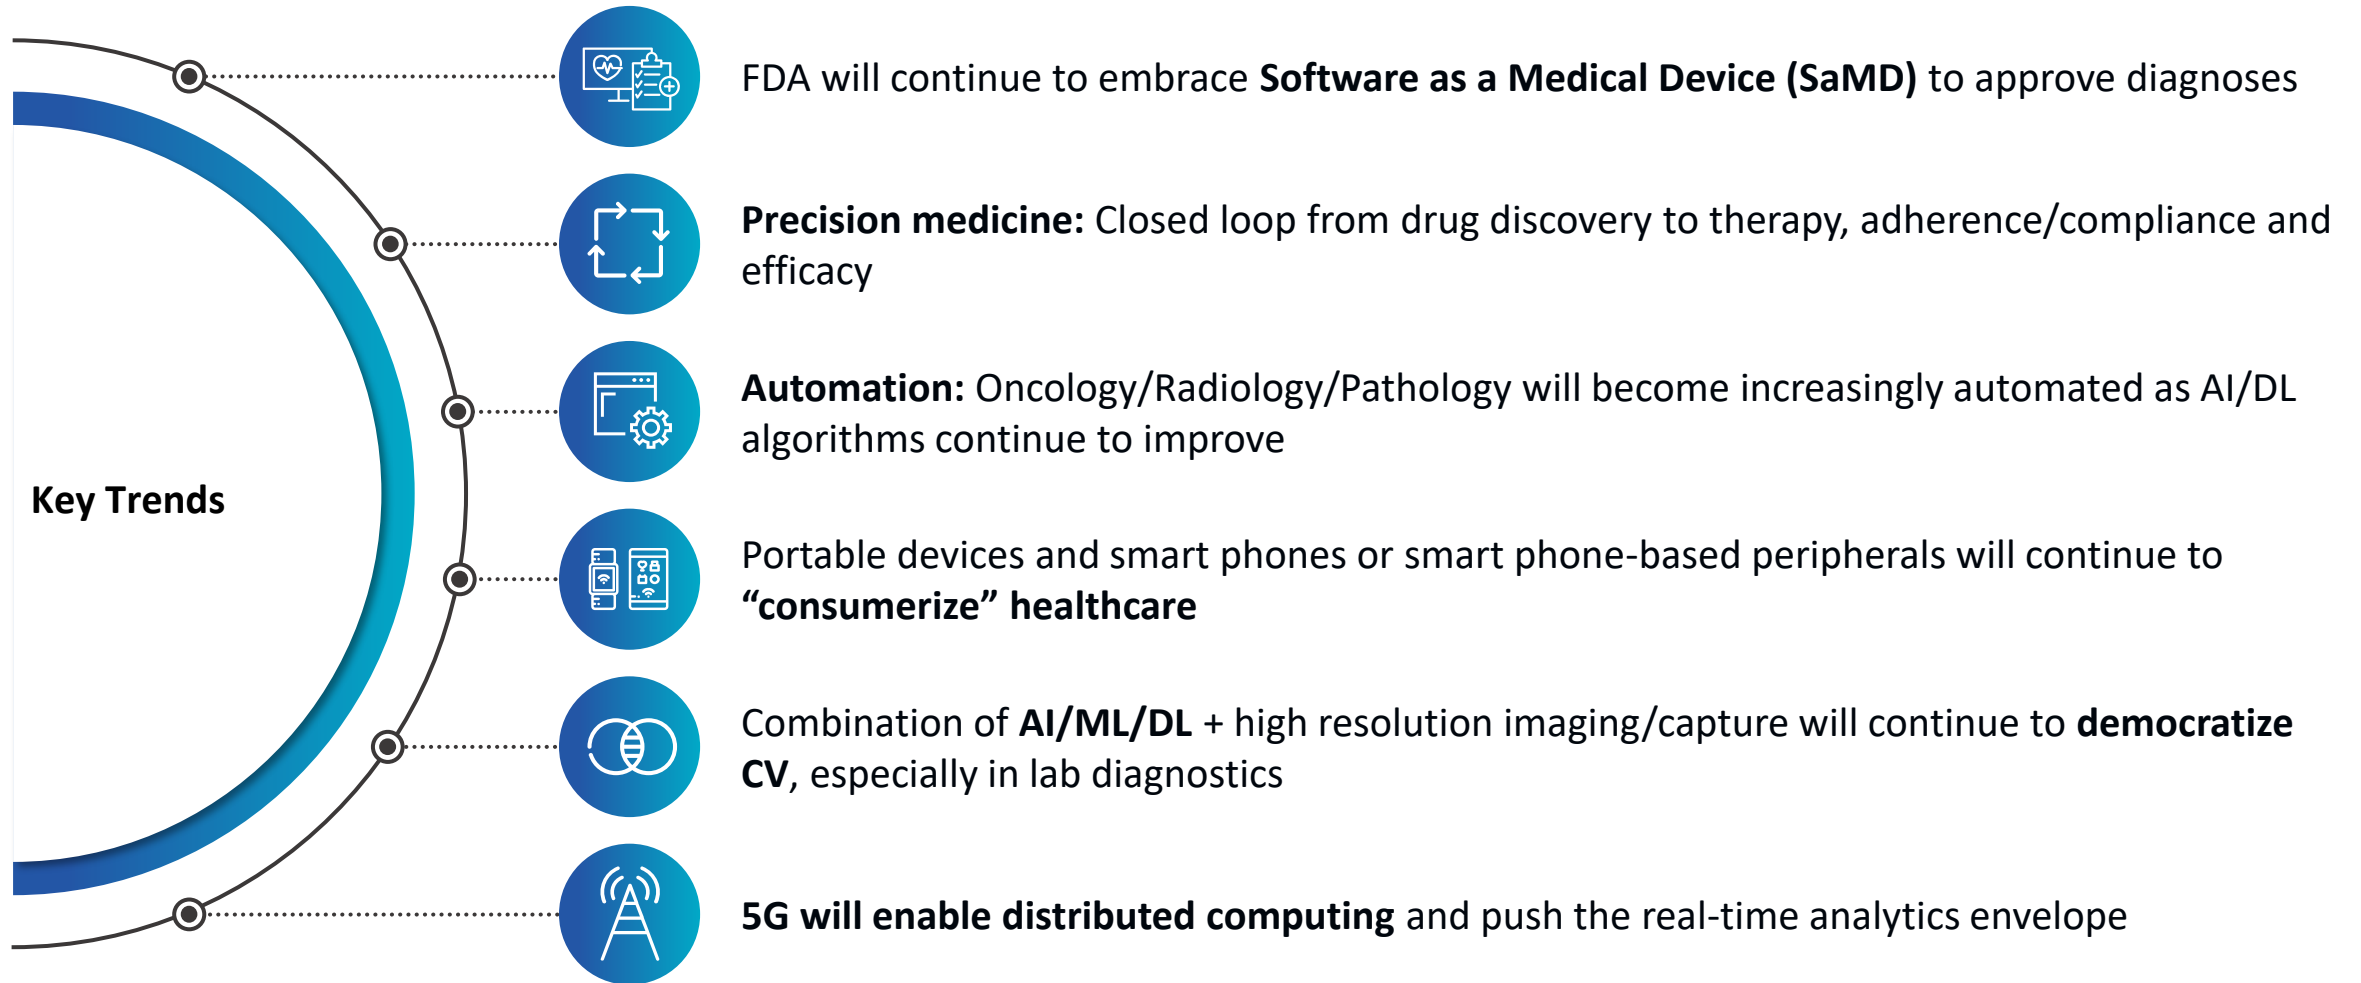 FDA will continue to embrace Software as a Medical Device (SaMD) to approve diagnoses
Precision medicine: Closed loop from drug discovery to therapy, adherence/compliance and
efficacy
Automation: Oncology/Radiology/Pathology will become increasingly automated as AI/DL
algorithms continue to improve
Key Trends
Portable devices and smart phones or smart phone-based peripherals will continue to
“consumerize” healthcare
Combination of AI/ML/DL + high resolution imaging/capture will continue to democratize
CV, especially in lab diagnostics
5G will enable distributed computing and push the real-time analytics envelope